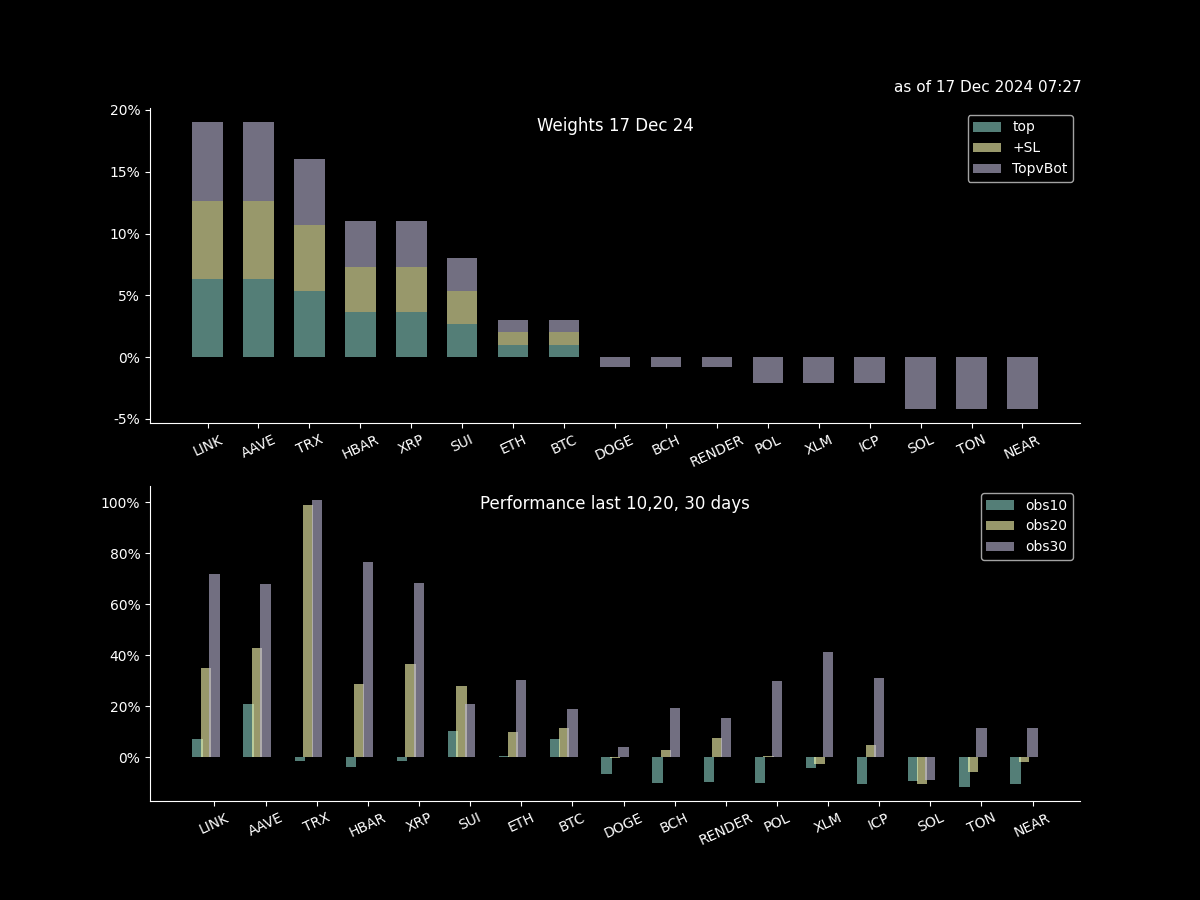 as of 17 Dec 2024 07:27
Weights 17 Dec 24
top
+SL
TopvBot
20%
15%
10%
5%
0%
-5%
LINK AAVE TRX HBAR XRP SUI ETH BTC DOGE BCH RENDER POL XLM ICP SOL TON NEAR
Performance last 10,20, 30 days
obs10
obs20
obs30
100%
80%
60%
40%
20%
0%
LINK AAVE TRX HBAR XRP SUI ETH BTC DOGE BCH RENDER POL XLM ICP SOL TON NEAR